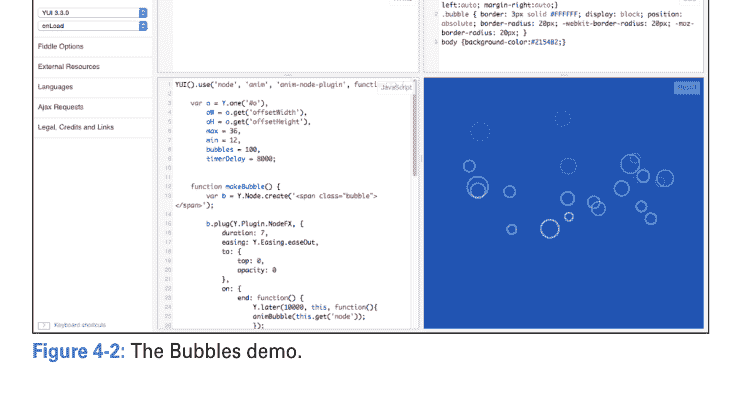 YUI 3.3.0
onLoad
Fiddle Options
External Resources
Languages
Ajax Requests
Legal, Credits and Links
Keyboard shortcuts
left:auto; margin-right:auto;}
.bubble { border: 3px solid #FFFFFF; display: block; position:
absolute; border-radius: 20px; -webkit-border-radius: 20px; -moz-
border-radius: 20px; }
body {background-color:#2154B2;}
YUI().use('node', 'anim', 'anim-node-plugin', functi
JavaScript
var o = Y.one('#o'),
oW = o.get('offsetWidth'),
oH = o.get('offsetHeight'),
max = 36,
min = 12,
bubbles = 100,
timerDelay = 8000;
function makeBubble() {
var b = Y.Node.create('<span class="bubble">
</span>');
b.plug(Y.Plugin.NodeFX, {
duration: 7,
easing: Y.Easing.easeOut,
to: {
top: 0,
opacity: 0
},
on: {
end: function() {
Y.later(10000, this, function(){
animBubble(this.get('node'));
});
Figure 4-2: The Bubbles demo.